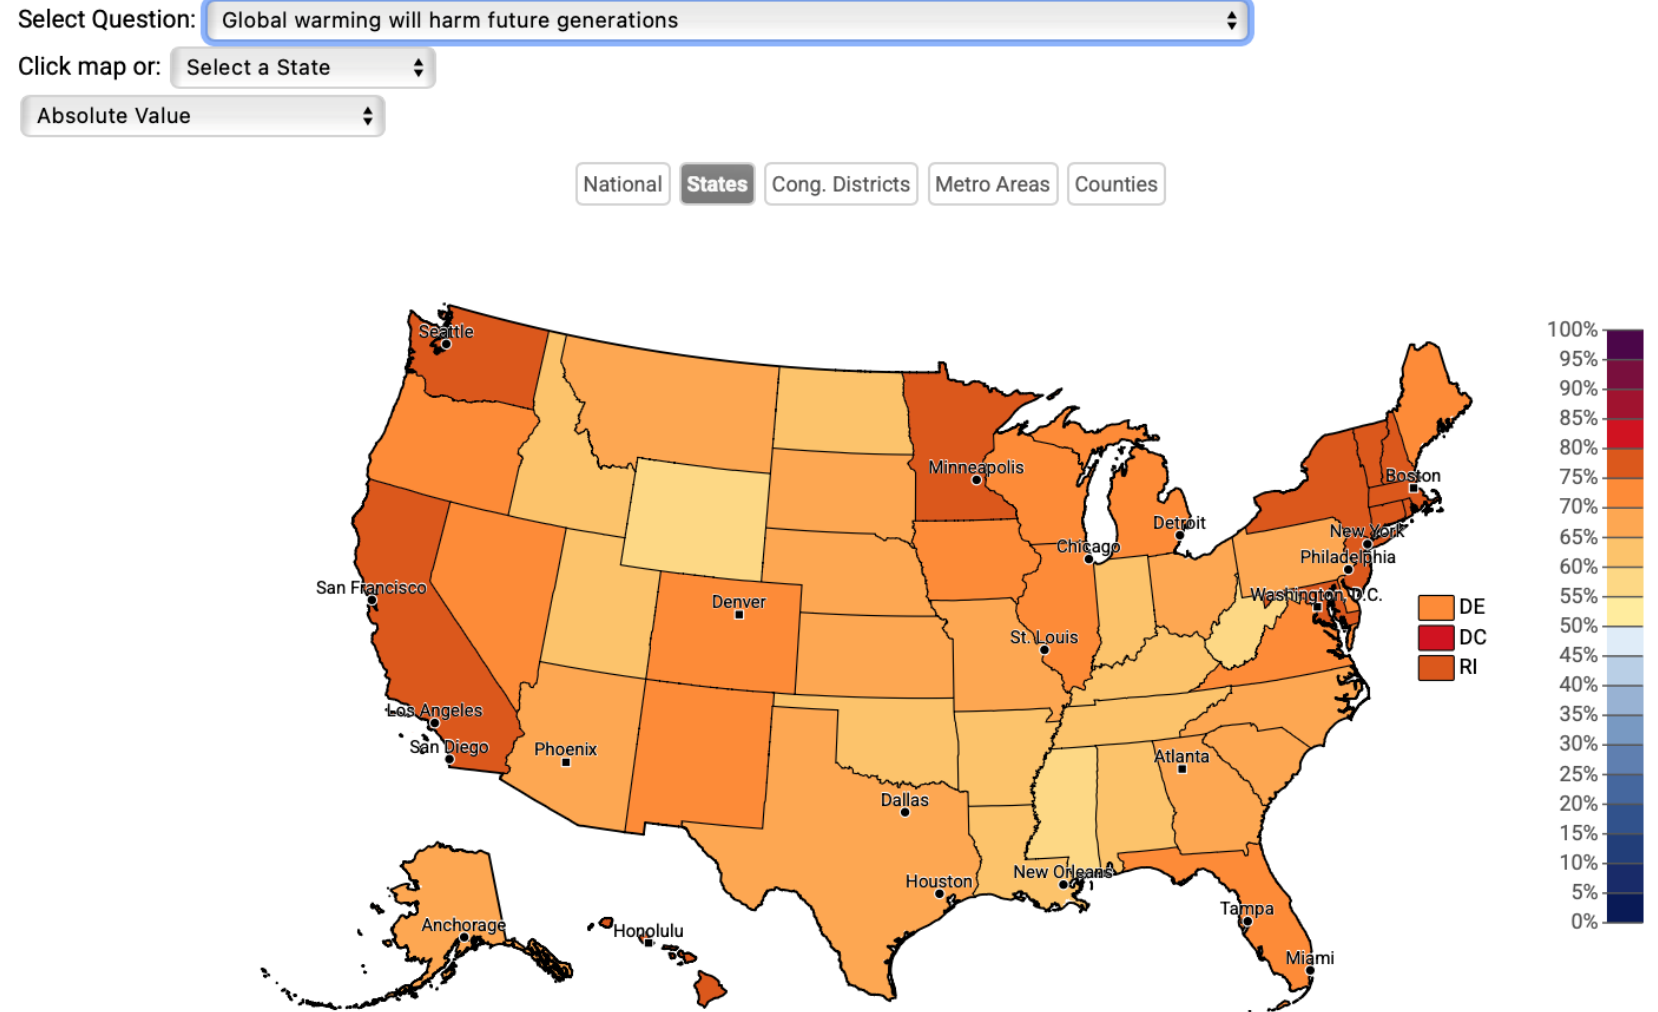 Select Question: Global warming will harm future generations
Click map or: Select a State
Absolute Value
National States Cong. Districts Metro Areas Counties
Seattle
Minneapolis
Boston
Detroit
New York
Chicago
Philadelphia
San Francisco
Washington, D.C.
Denver
St. Louis
Los Angeles
San Diego
Phoenix
Atlanta
Dallas
New Orleans
Houston
Tampa
Anchorage
Honolulu
Miami
DE
DC
RI
100%
95%
90%
85%
80%
75%
70%
65%
60%
55%
50%
45%
40%
35%
30%
25%
20%
15%
10%
5%
0%